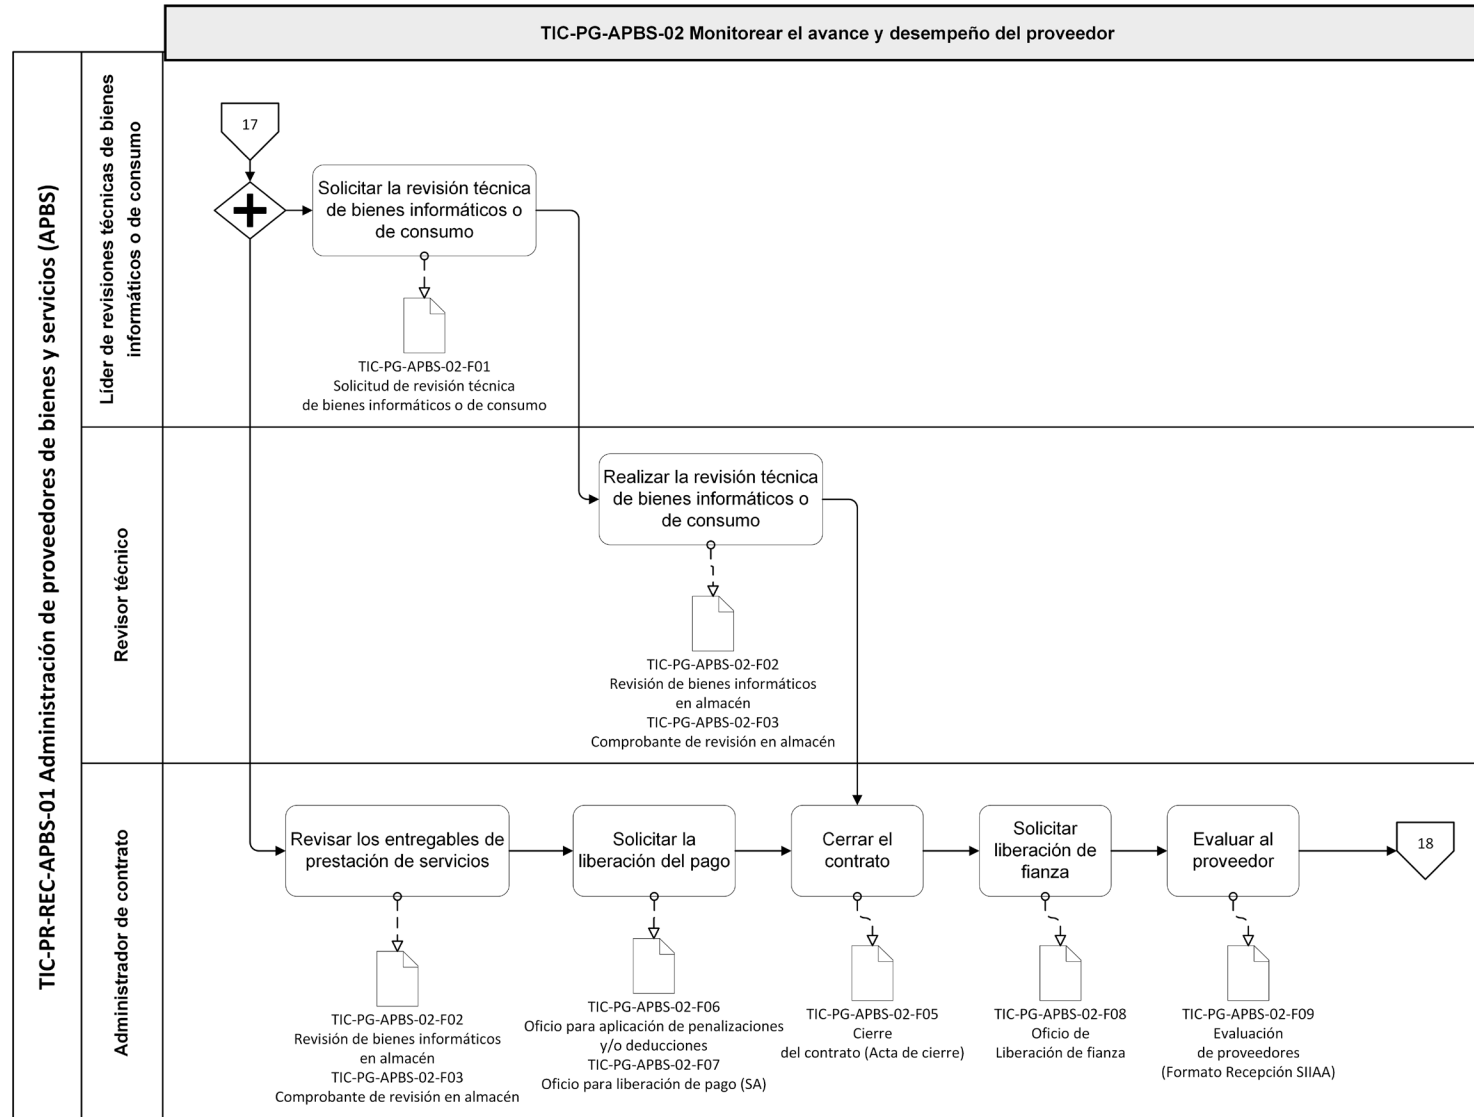 TIC-PG-APBS-02 Monitorear el avance y desempeño del proveedor
TIC-PR-REC-APBS-01 Administración de proveedores de bienes y servicios (APBS)
Líder de revisiones técnicas de bienes
informáticos o de consumo
17
Solicitar la revisión técnica
de bienes informáticos o
de consumo
TIC-PG-APBS-02-F01
Solicitud de revisión técnica
de bienes informáticos o de consumo
Revisor técnico
Realizar la revisión técnica
de bienes informáticos o
de consumo
TIC-PG-APBS-02-F02
Revisión de bienes informáticos
en almacén
TIC-PG-APBS-02-F03
Comprobante de revisión en almacén
Administrador de contrato
Revisar los entregables de
prestación de servicios
TIC-PG-APBS-02-F02
Revisión de bienes informáticos
en almacén
TIC-PG-APBS-02-F03
Comprobante de revisión en almacén
Solicitar la
liberación del pago
TIC-PG-APBS-02-F06
Oficio para aplicación de penalizaciones
y/o deducciones
TIC-PG-APBS-02-F07
Oficio para liberación de pago (SA)
Cerrar el
contrato
TIC-PG-APBS-02-F05
Cierre
del contrato (Acta de cierre)
Solicitar
liberación de
fianza
TIC-PG-APBS-02-F08
Oficio de
Liberación de fianza
Evaluar al
proveedor
TIC-PG-APBS-02-F09
Evaluación
de proveedores
(Formato Recepción SIIAA)
18